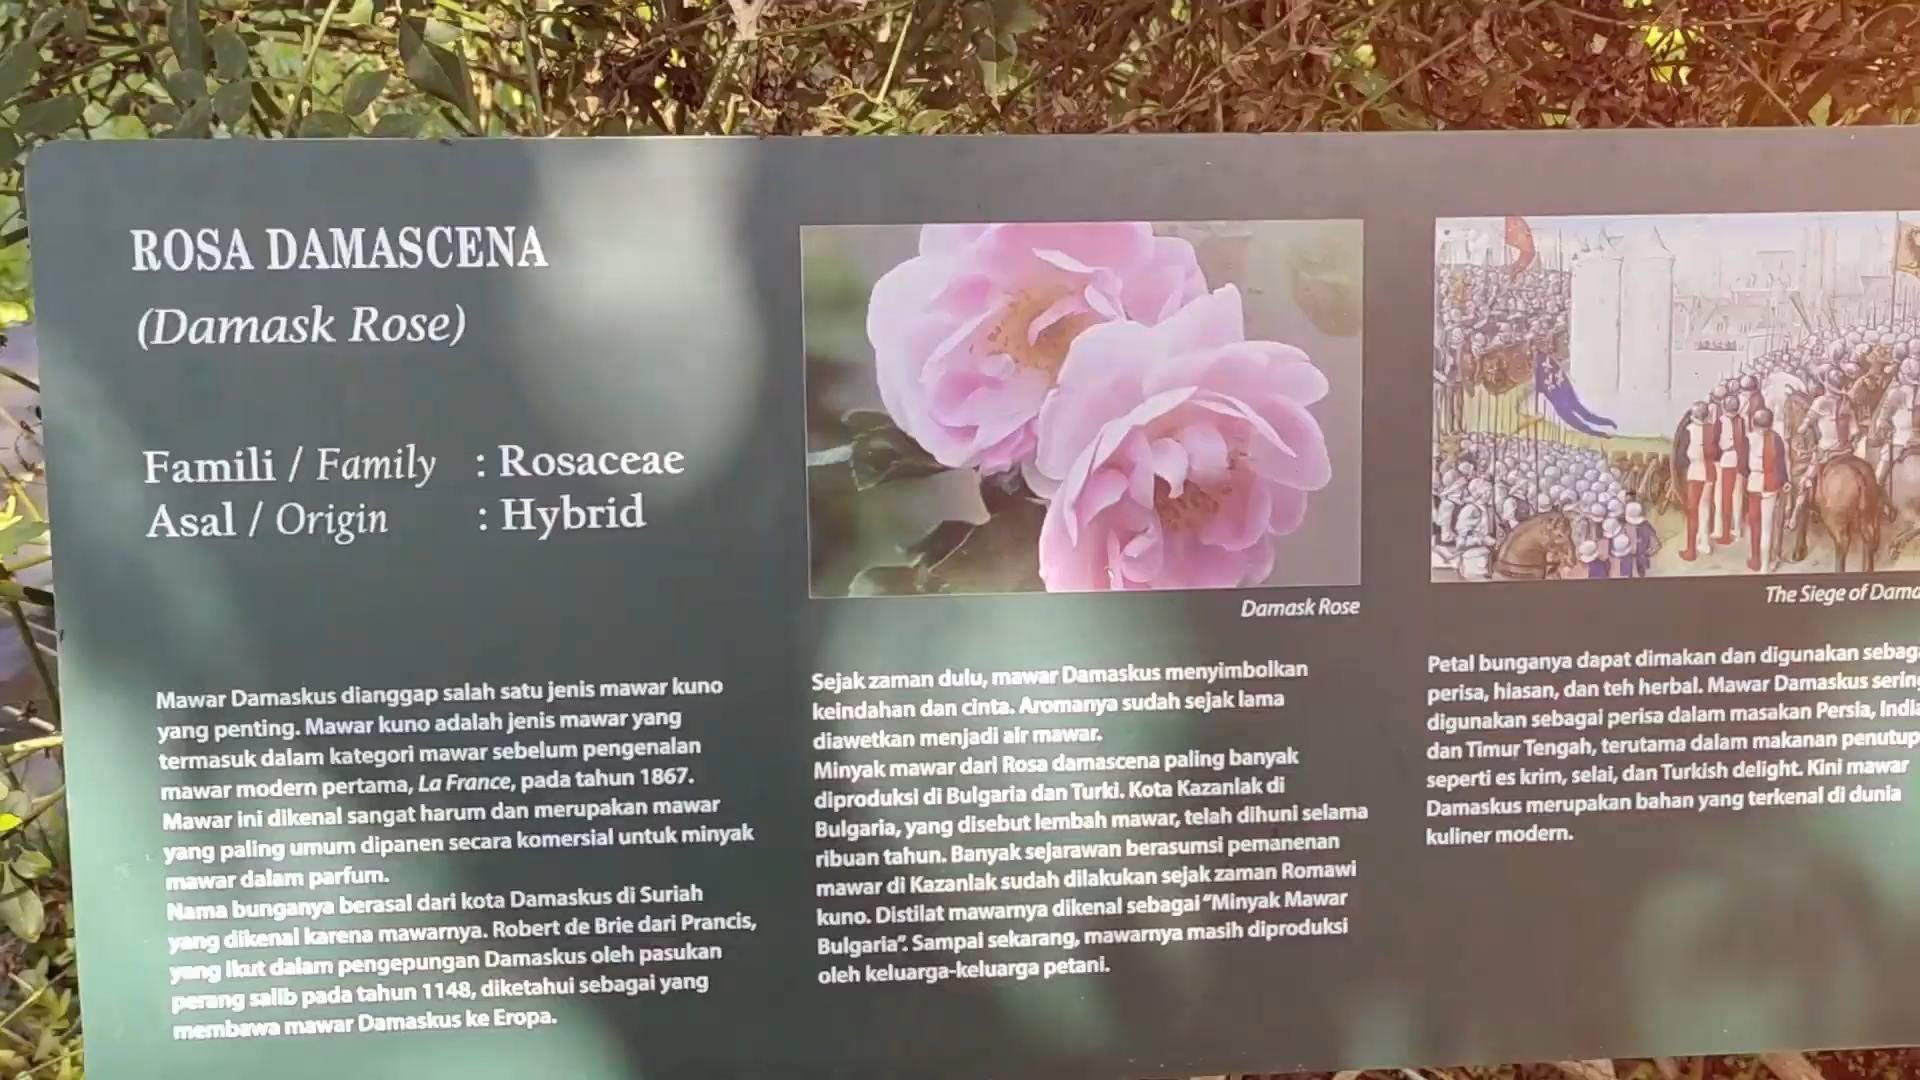 ROSA DAMASCENA
(Damask Rose)
Famili / Family : Rosaceae
Asal / Origin : Hybrid
Mawar Damaskus dianggap salah satu jenis mawar kuno
yang penting. Mawar kuno adalah jenis mawar yang
termasuk dalam kategori mawar sebelum pengenalan
mawar modern pertama, La France, pada tahun 1867.
Mawar ini dikenal sangat harum dan merupakan mawar
yang paling umum dipanen secara komersial untuk minyak
mawar dalam parfum.
Nama bunganya berasal dari kota Damaskus di Suriah
yang dikenal karena mawarnya. Robert de Brie dari Prancis,
yang ikut dalam pengepungan Damaskus oleh pasukan
perang salib pada tahun 1148, diketahui sebagai yang
membawa mawar Damaskus ke Eropa.
Damask Rose
Sejak zaman dulu, mawar Damaskus menyimbolkan
keindahan dan cinta. Aromanya sudah sejak lama
diawetkan menjadi air mawar.
Minyak mawar dari Rosa damascena paling banyak
diproduksi di Bulgaria dan Turki. Kota Kazanlak di
Bulgaria, yang disebut lembah mawar, telah dihuni selama
ribuan tahun. Banyak sejarawan berasumsi pemanenan
mawar di Kazanlak sudah dilakukan sejak zaman Romawi
kuno. Distilat mawarnya dikenal sebagai "Minyak Mawar
Bulgaria". Sampai sekarang, mawarnya masih diproduksi
oleh keluarga-keluarga petani.
The Siege of
Petal bunganya dapat dimakan dan digunakan
perisa, hiasan, dan teh herbal. Mawar Damaskus
digunakan sebagai perisa dalam masakan Persia,
dan Timur Tengah, terutama dalam makanan penutup
seperti es krim, selai, dan Turkish delight. Kini mawar
Damaskus merupakan bahan yang terkenal di dunia
kuliner modern.